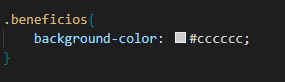 .beneficios{
    background-color: #cccccc;
}